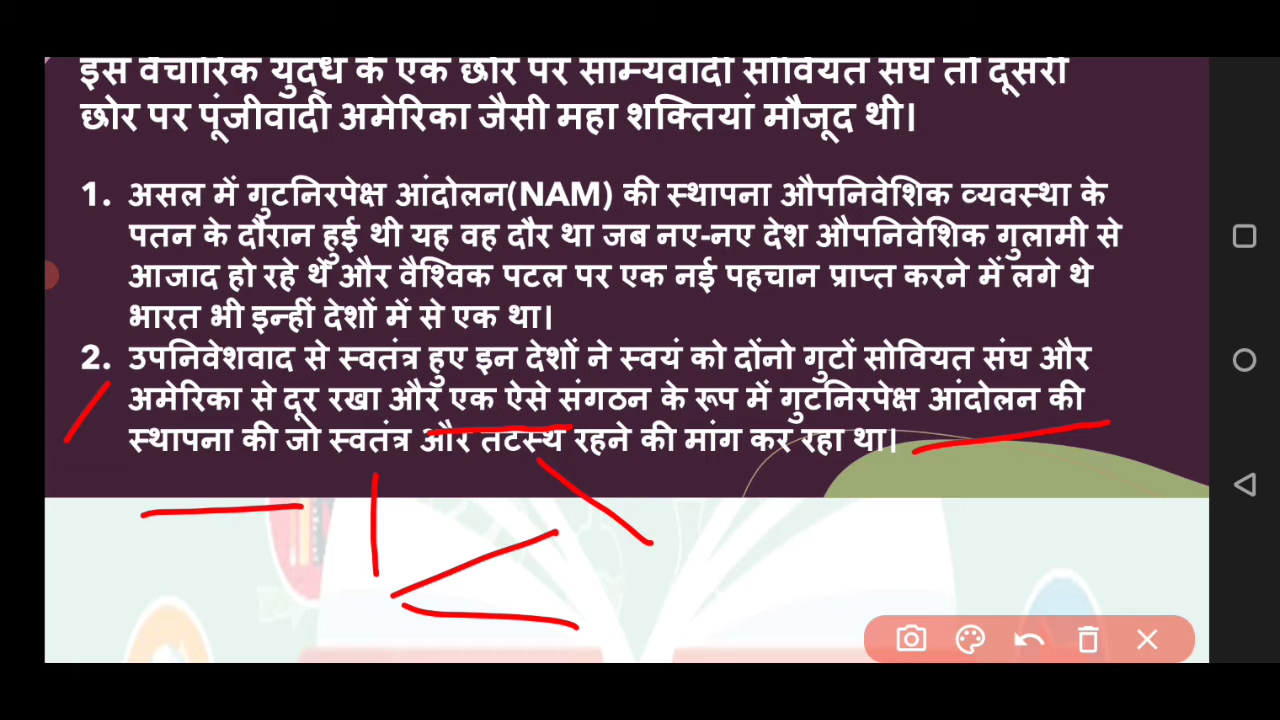 इस वैचारिक युद्ध के एक छोर पर साम्यवादी सोवियत संघ तो दूसरी
छोर पर पूंजीवादी अमेरिका जैसी महा शक्तियां मौजूद थी।
1. असल में गुटनिरपेक्ष आंदोलन(NAM) की स्थापना औपनिवेशिक व्यवस्था के
पतन के दौरान हुई थी यह वह दौर था जब नए-नए देश औपनिवेशिक गुलामी से
आजाद हो रहे थे और वैश्विक पटल पर एक नई पहचान प्राप्त करने में लगे थे
भारत भी इन्हीं देशों में से एक था।
2. उपनिवेशवाद से स्वतंत्र हुए इन देशों ने स्वयं को दोंनो गुटों सोवियत संघ और
अमेरिका से दूर रखा और एक ऐसे संगठन के रूप में गुटनिरपेक्ष आंदोलन की
स्थापना की जो स्वतंत्र और तटस्थ रहने की मांग कर रहा था।